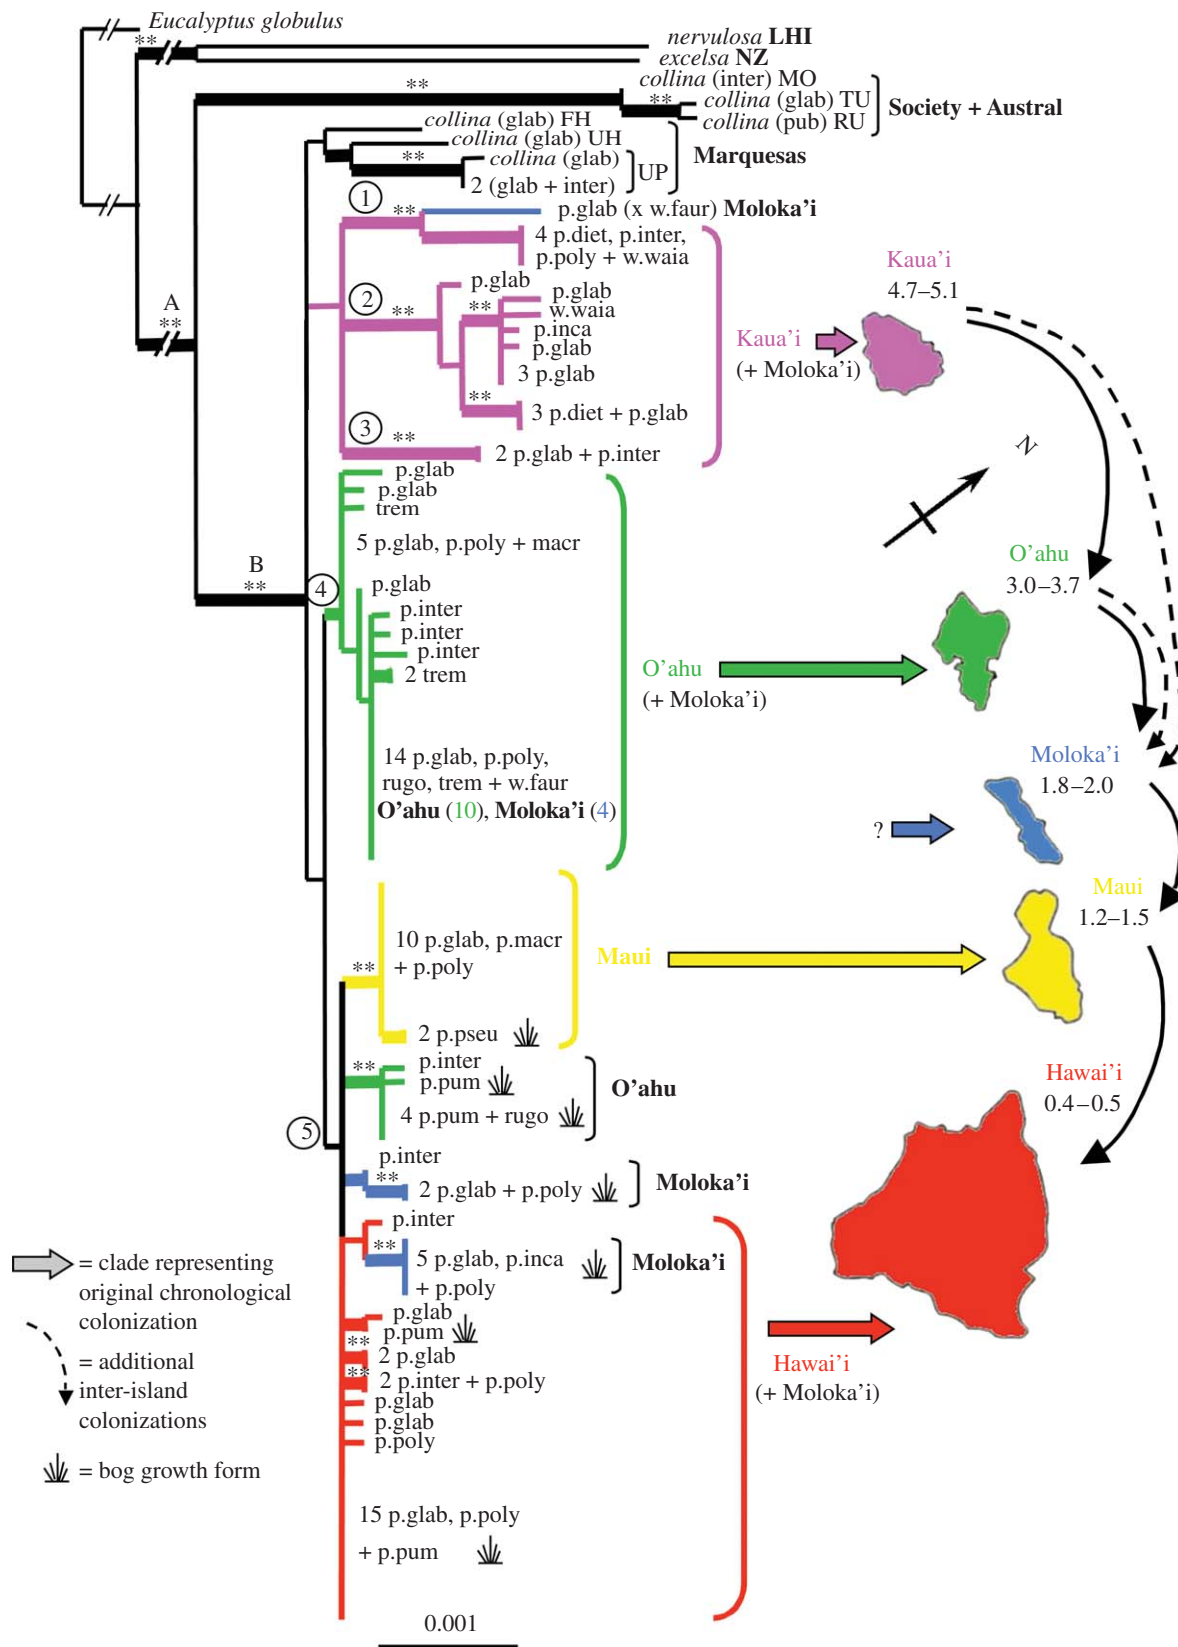 Eucalyptus globulus
**
nervulosa LHI
excelsa NZ
collina (inter) MO
**
collina (glab) TU
**
collina (pub) RU
Society + Austral
collina (glab) FH
collina (glab) UH
Marquesas
**
collina (glab)
2 (glab + inter)
UP
1
**
p.glab (x w.faur) Moloka'i
4 p.diet, p.inter,
p.poly + w.waia
2
**
p.glab
**
p.glab
w.waia
p.inca
p.glab
3 p.glab
**
3 p.diet + p.glab
3
**
2 p.glab + p.inter
Kaua'i
(+ Moloka'i)
Kaua'i
4.7–5.1
N
A
**
B
**
4
p.glab
p.glab
trem
5 p.glab, p.poly + macr
p.glab
p.inter
p.inter
p.inter
2 trem
14 p.glab, p.poly,
rugo, trem + w.faur
O'ahu (10), Moloka'i (4)
O'ahu
(+ Moloka'i)
O'ahu
3.0–3.7
Moloka'i
1.8–2.0
?
Maui
1.2–1.5
10 p.glab, p.macr
+ p.poly
**
2 p.pseu
Maui
**
p.inter
p.pum
4 p.pum + rugo
O'ahu
Hawai'i
0.4–0.5
5
p.inter
**
2 p.glab + p.poly
Moloka'i
p.inter
**
5 p.glab, p.inca
+ p.poly
Moloka'i
p.glab
p.pum
**
2 p.glab
**
2 p.inter + p.poly
p.glab
p.glab
p.poly
15 p.glab, p.poly
+ p.pum
Hawai'i
(+ Moloka'i)
= clade representing
original chronological
colonization
= additional
inter-island
colonizations
= bog growth form
0.001